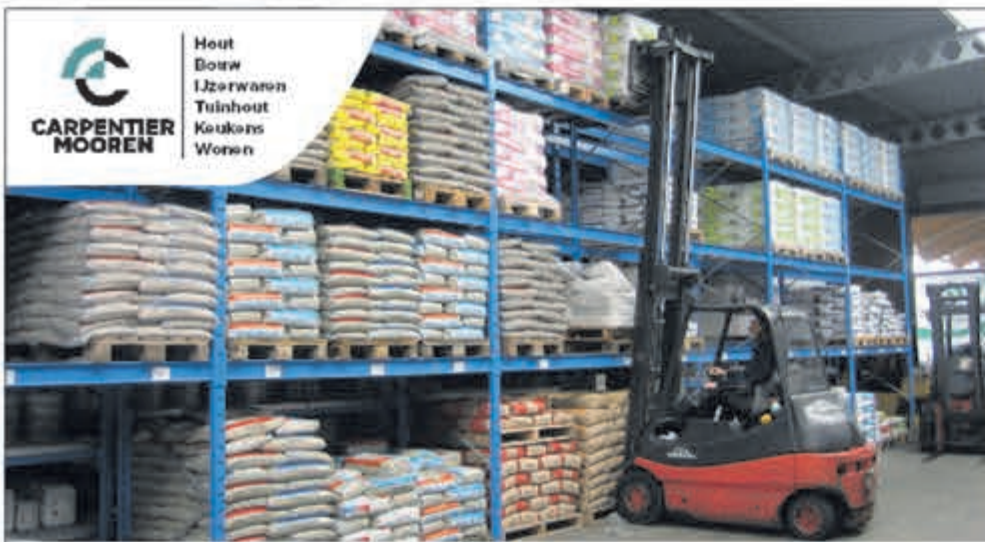 CARPENTIER
MOOREN
Hout
Bouw
IJzerwaren
Tuinhout
Keukens
Wonen